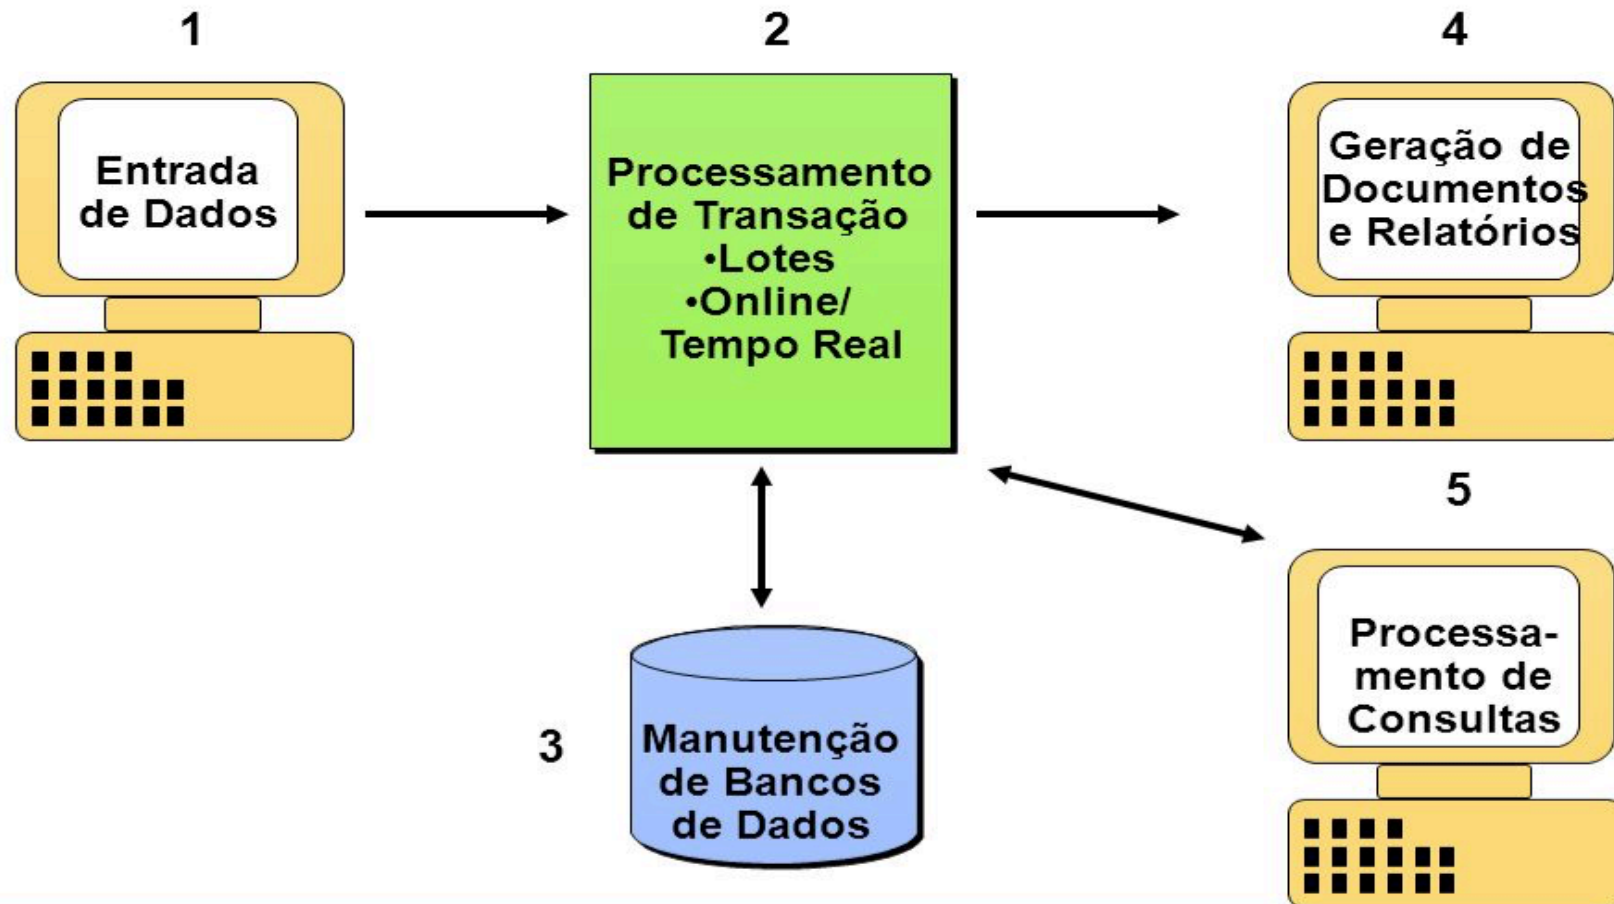 1
Entrada
de Dados
2
Processamento
de Transação
•Lotes
•Online/
Tempo Real
3
Manutenção
de Bancos
de Dados
4
Geração de
Documentos
e Relatórios
5
Processa-
mento de
Consultas